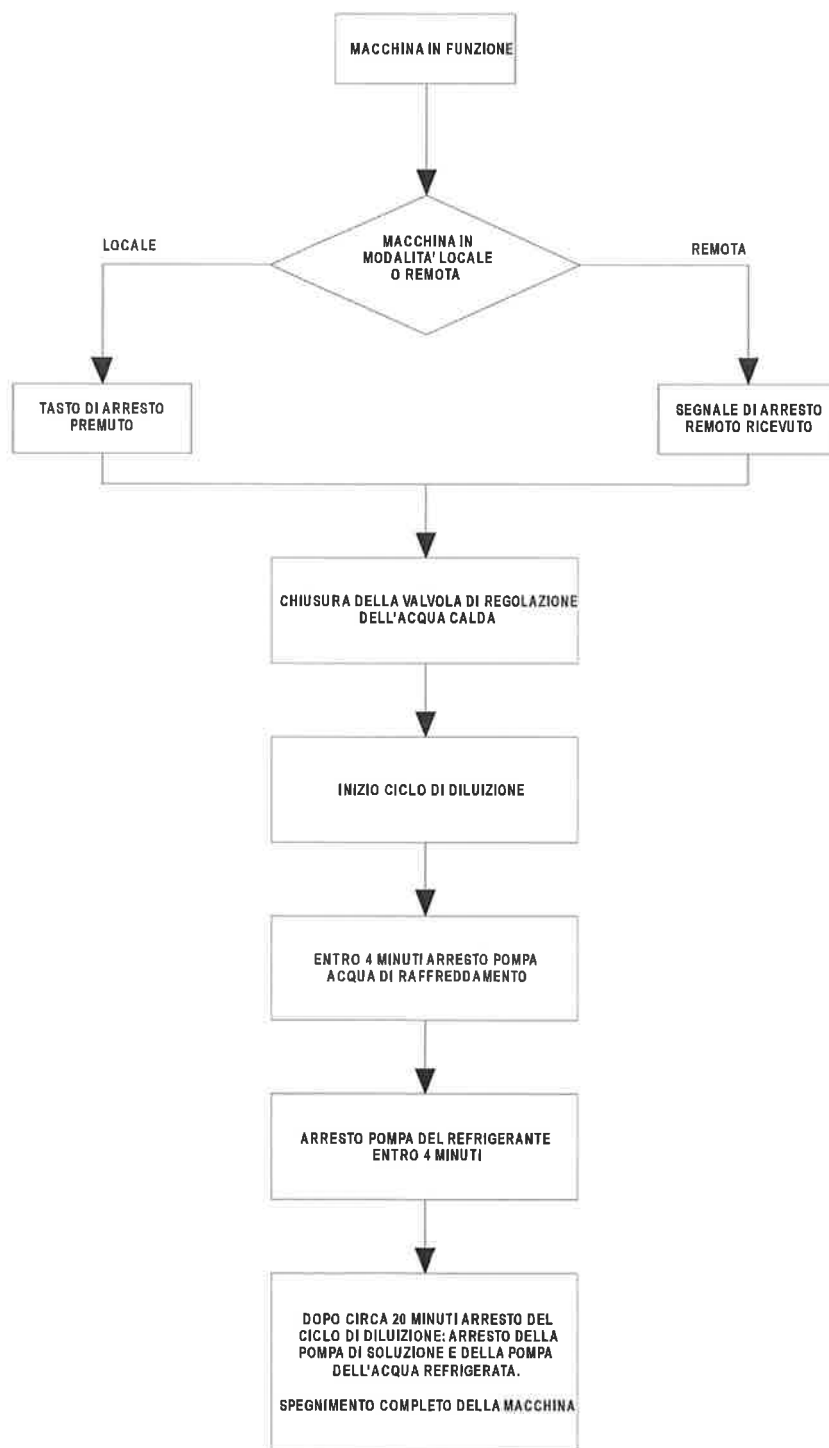 MACCHINA IN FUNZIONE
LOCALE
MACCHINA IN
MODALITA' LOCALE
O REMOTA
REMOTA
TASTO DI ARRESTO
PREMUTO
SEGNALE DI ARRESTO
REMOTO RICEVUTO
CHIUSURA DELLA VALVOLA DI REGOLAZIONE
DELL'ACQUA CALDA
INIZIO CICLO DI DILUIZIONE
ENTRO 4 MINUTI ARRESTO POMPA
ACQUA DI RAFFREDDAMENTO
ARRESTO POMPA DEL REFRIGERANTE
ENTRO 4 MINUTI
DOPO CIRCA 20 MINUTI ARRESTO DEL
CICLO DI DILUIZIONE: ARRESTO DELLA
POMPA DI SOLUZIONE E DELLA POMPA
DELL'ACQUA REFRIGERATA.
SPEGNIMENTO COMPLETO DELLA MACCHINA